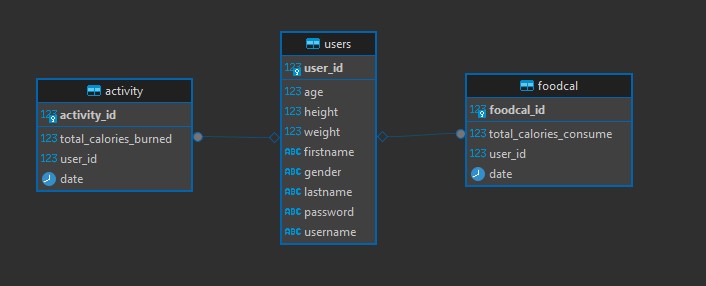 activity
123 activity_id
123 total_calories_burned
123 user_id
date
users
123 user_id
123 age
123 height
123 weight
ABC firstname
ABC gender
ABC lastname
ABC password
ABC username
foodcal
123 foodcal_id
123 total_calories_consume
123 user_id
date